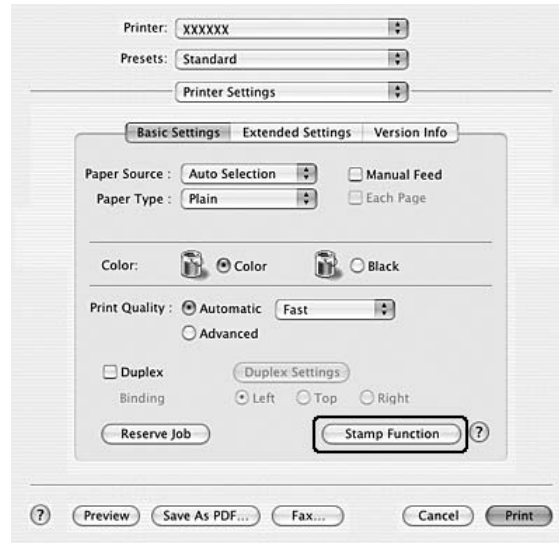 Printer: XXXXXX
Presets: Standard
Printer Settings
Basic Settings Extended Settings Version Info
Paper Source : Auto Selection Manual Feed
Paper Type : Plain Each Page
Color: Color Black
Print Quality : Automatic Fast
Advanced
Duplex Duplex Settings
Binding Left Top Right
Reserve Job Stamp Function ?
? Preview Save As PDF... Fax... Cancel Print